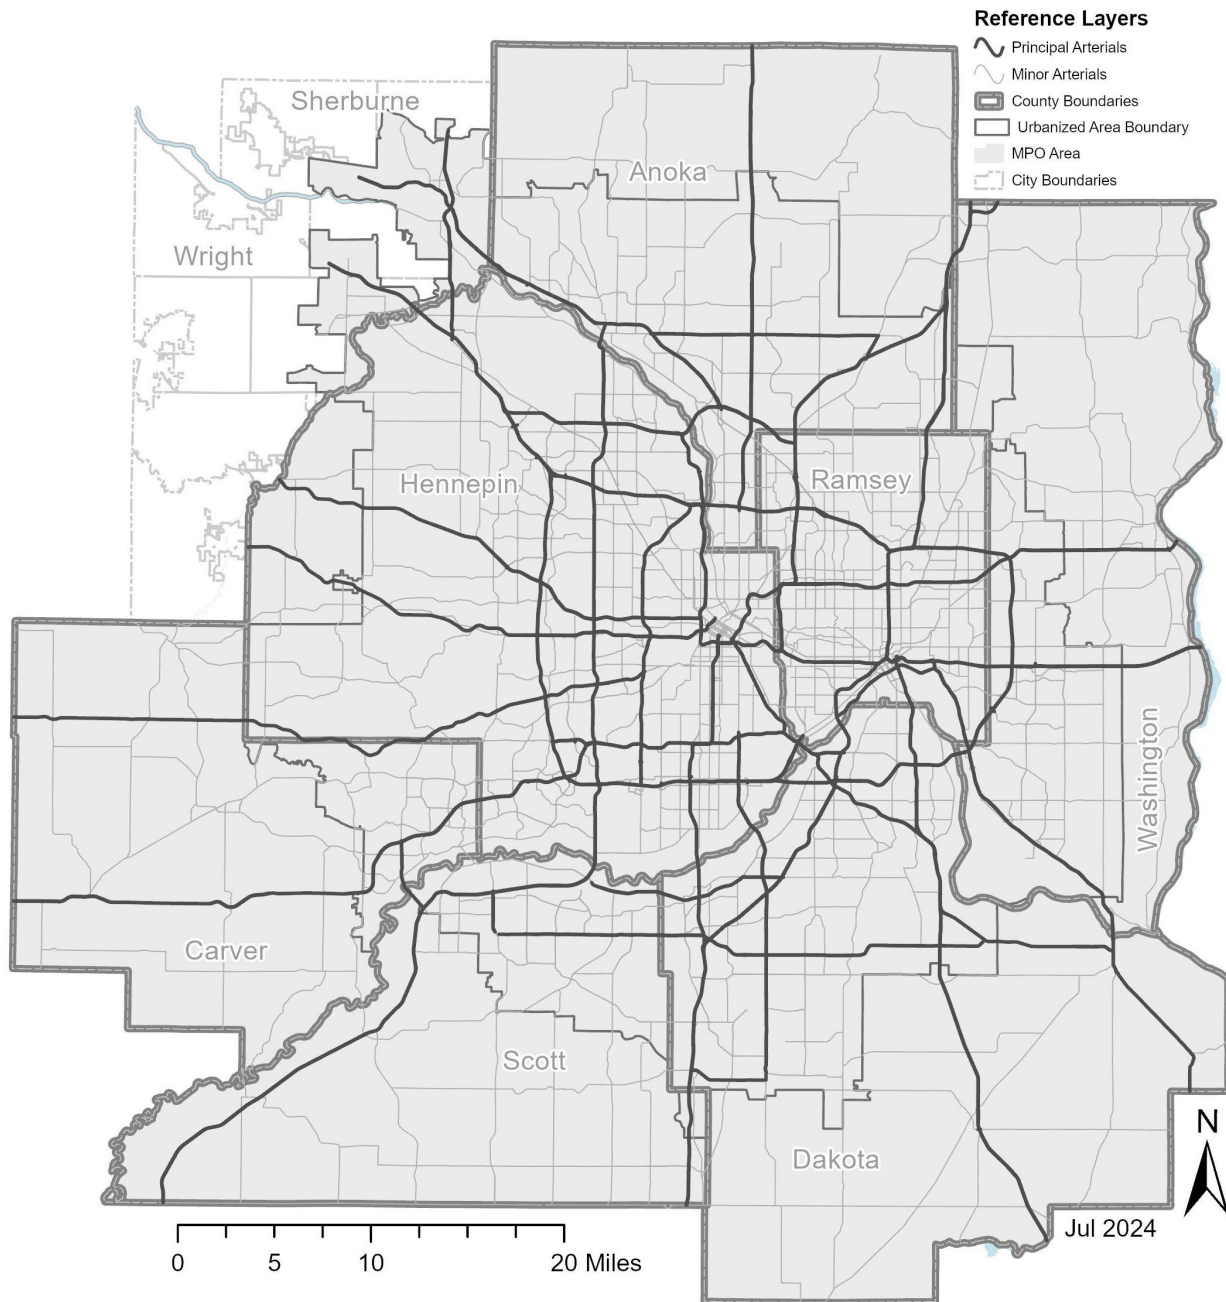 Reference Layers
Principal Arterials
Minor Arterials
County Boundaries
Urbanized Area Boundary
MPO Area
City Boundaries
Sherburne
Anoka
Wright
Hennepin
Ramsey
Washington
Carver
Scott
Dakota
N
Jul 2024
0 5 10 20 Miles